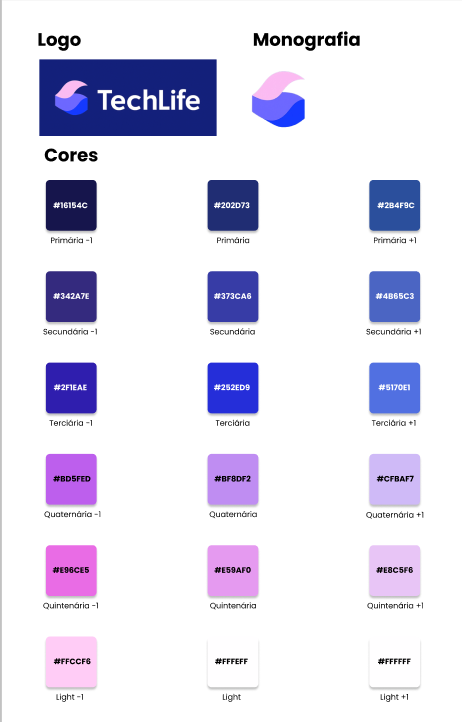 Logo
Monografia
TechLife
Cores
#16154C
#202D73
#2B4F9C
Primária -1
Primária
Primária +1
#342A7E
#373CA6
#4B65C3
Secundária -1
Secundária
Secundária +1
#2F1EAE
#252ED9
#5170E1
Terciária -1
Terciária
Terciária +1
#BD5FED
#BF8DF2
#CFBAF7
Quaternária -1
Quaternária
Quaternária +1
#E96CE5
#E59AF0
#E8C5F6
Quintenária -1
Quintenária
Quintenária +1
#FFCCF6
#FFFEFF
#FFFFFF
Light -1
Light
Light +1